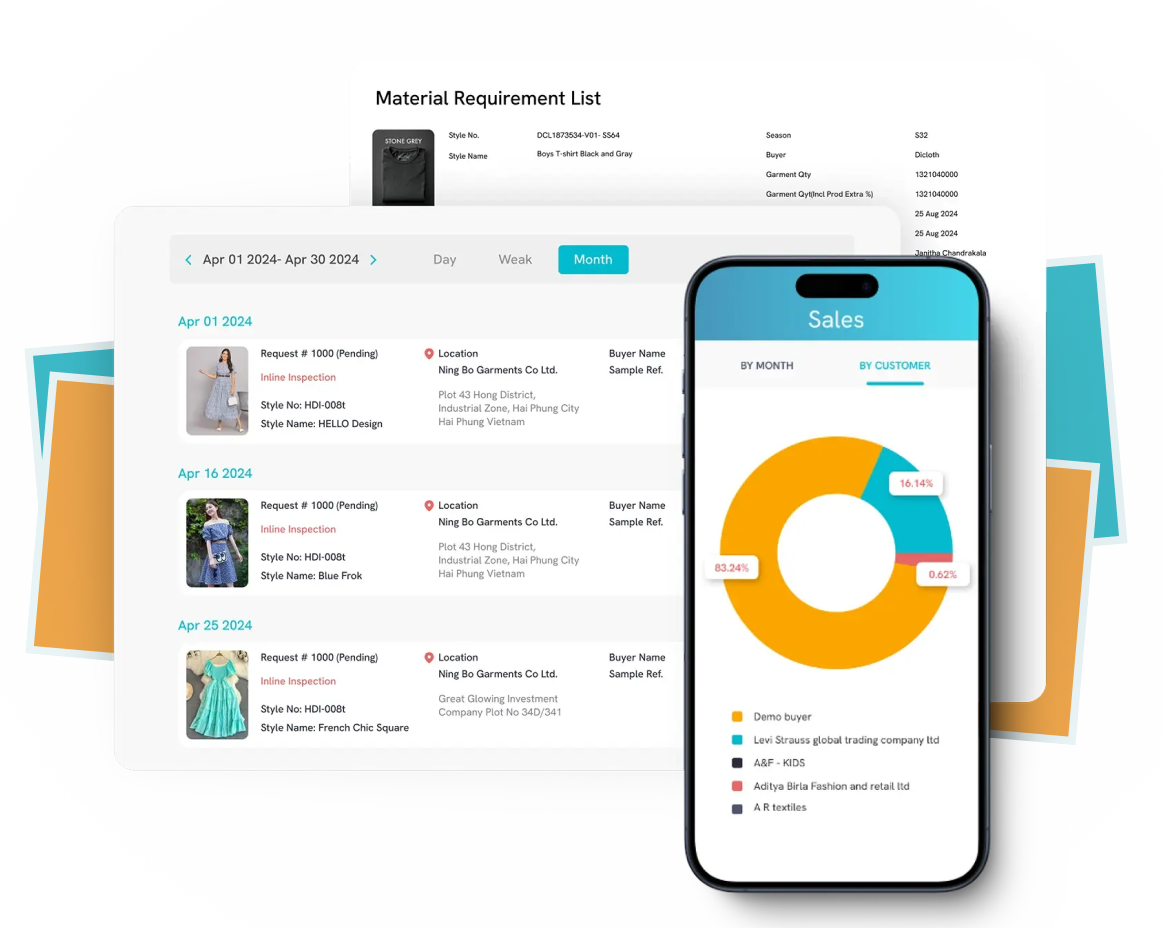 Material Requirement List
STONE GREY
Style No. DCL1873534-V01- SS64 Season S32
Style Name Boys T-shirt Black and Gray Buyer Dicloth
Garment Qty 1321040000
Garment Qyt(Incl Prod Extra %) 1321040000
25 Aug 2024
25 Aug 2024
Janitha Chandrakala
Apr 01 2024- Apr 30 2024 Day Weak Month
Apr 01 2024
Request # 1000 (Pending) Location Buyer Name
Inline Inspection Ning Bo Garments Co Ltd. Sample Ref.
Style No: HDI-008t Plot 43 Hong District,
Industrial Zone, Hai Phung City
Style Name: HELLO Design Hai Phung Vietnam
Apr 16 2024
Request # 1000 (Pending) Location Buyer Name
Inline Inspection Ning Bo Garments Co Ltd. Sample Ref.
Style No: HDI-008t Plot 43 Hong District,
Industrial Zone, Hai Phung City
Style Name: Blue Frok Hai Phung Vietnam
Apr 25 2024
Request # 1000 (Pending) Location Buyer Name
Inline Inspection Ning Bo Garments Co Ltd. Sample Ref.
Style No: HDI-008t Great Glowing Investment
Style Name: French Chic Square Company Plot No 34D/341
Sales
BY MONTH BY CUSTOMER
16.14%
83.24%
0.62%
Demo buyer
Levi Strauss global trading company ltd
A&F - KIDS
Aditya Birla Fashion and retail ltd
A R textiles